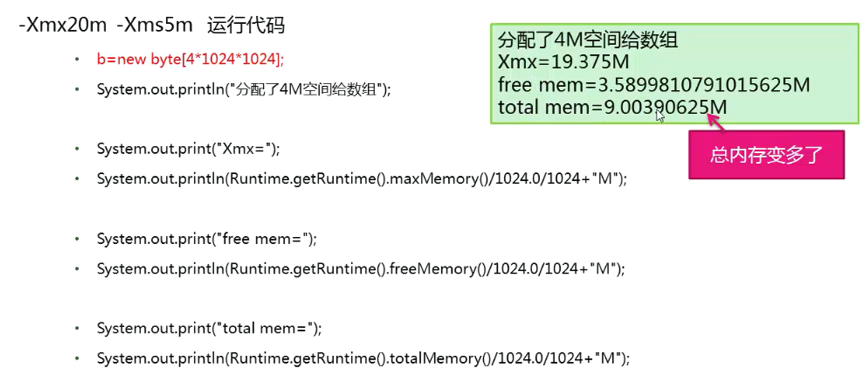 -Xmx20m -Xms5m 运行代码
• b=new byte[4*1024*1024];
• System.out.println("分配了4M空间给数组");
• System.out.print("Xmx=");
• System.out.println(Runtime.getRuntime().maxMemory()/1024.0/1024+"M");
• System.out.print("free mem=");
• System.out.println(Runtime.getRuntime().freeMemory()/1024.0/1024+"M");
• System.out.print("total mem=");
• System.out.println(Runtime.getRuntime().totalMemory()/1024.0/1024+"M");
分配了4M空间给数组
Xmx=19.375M
free mem=3.5899810791015625M
total mem=9.00390625M
总内存变多了